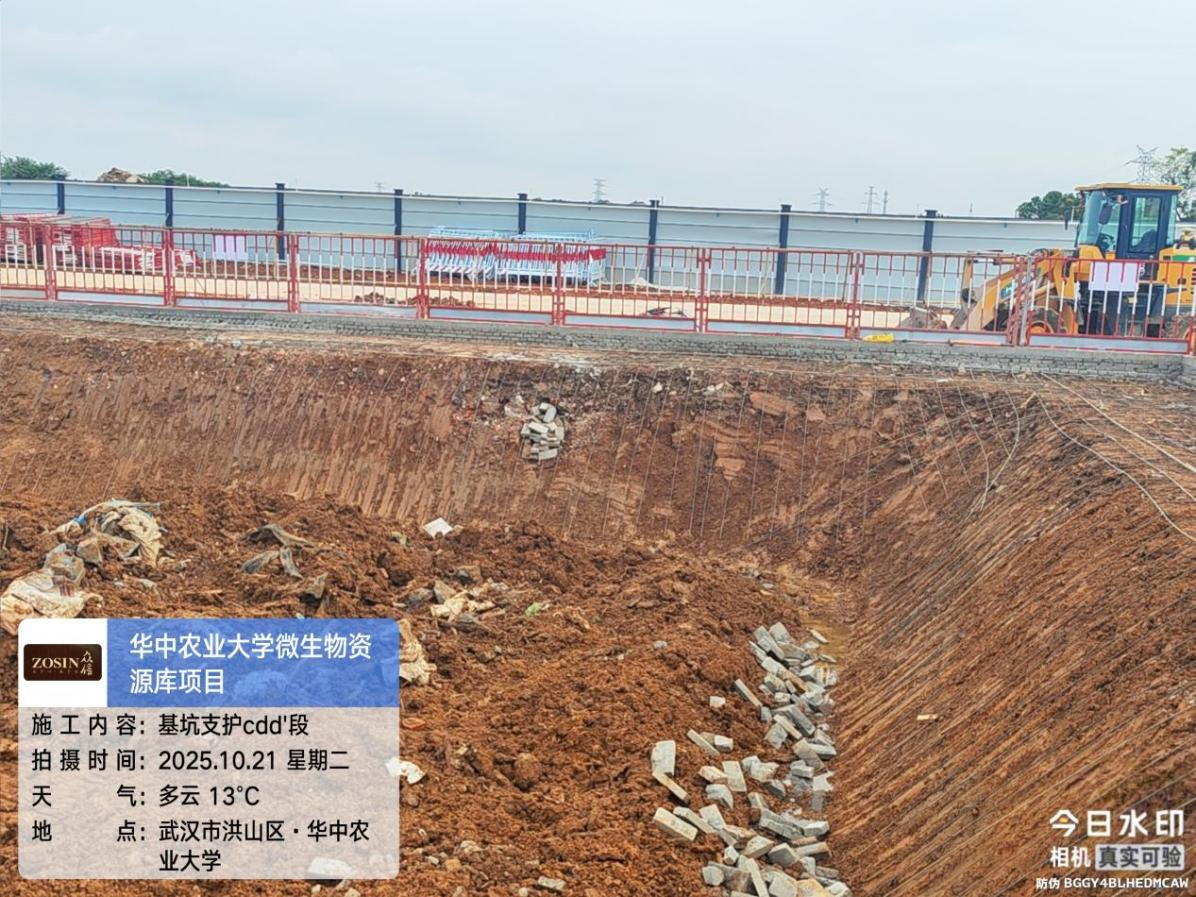 ZOSIN 众信
华中农业大学微生物资
源库项目
施工内容：基坑支护cdd'段
拍摄时间：2025.10.21 星期二
天气：多云 13°C
地点：武汉市洪山区·华中农
业大学
今日水印
相机 真实可验
防伪 BGGY4BLHEDMCAW